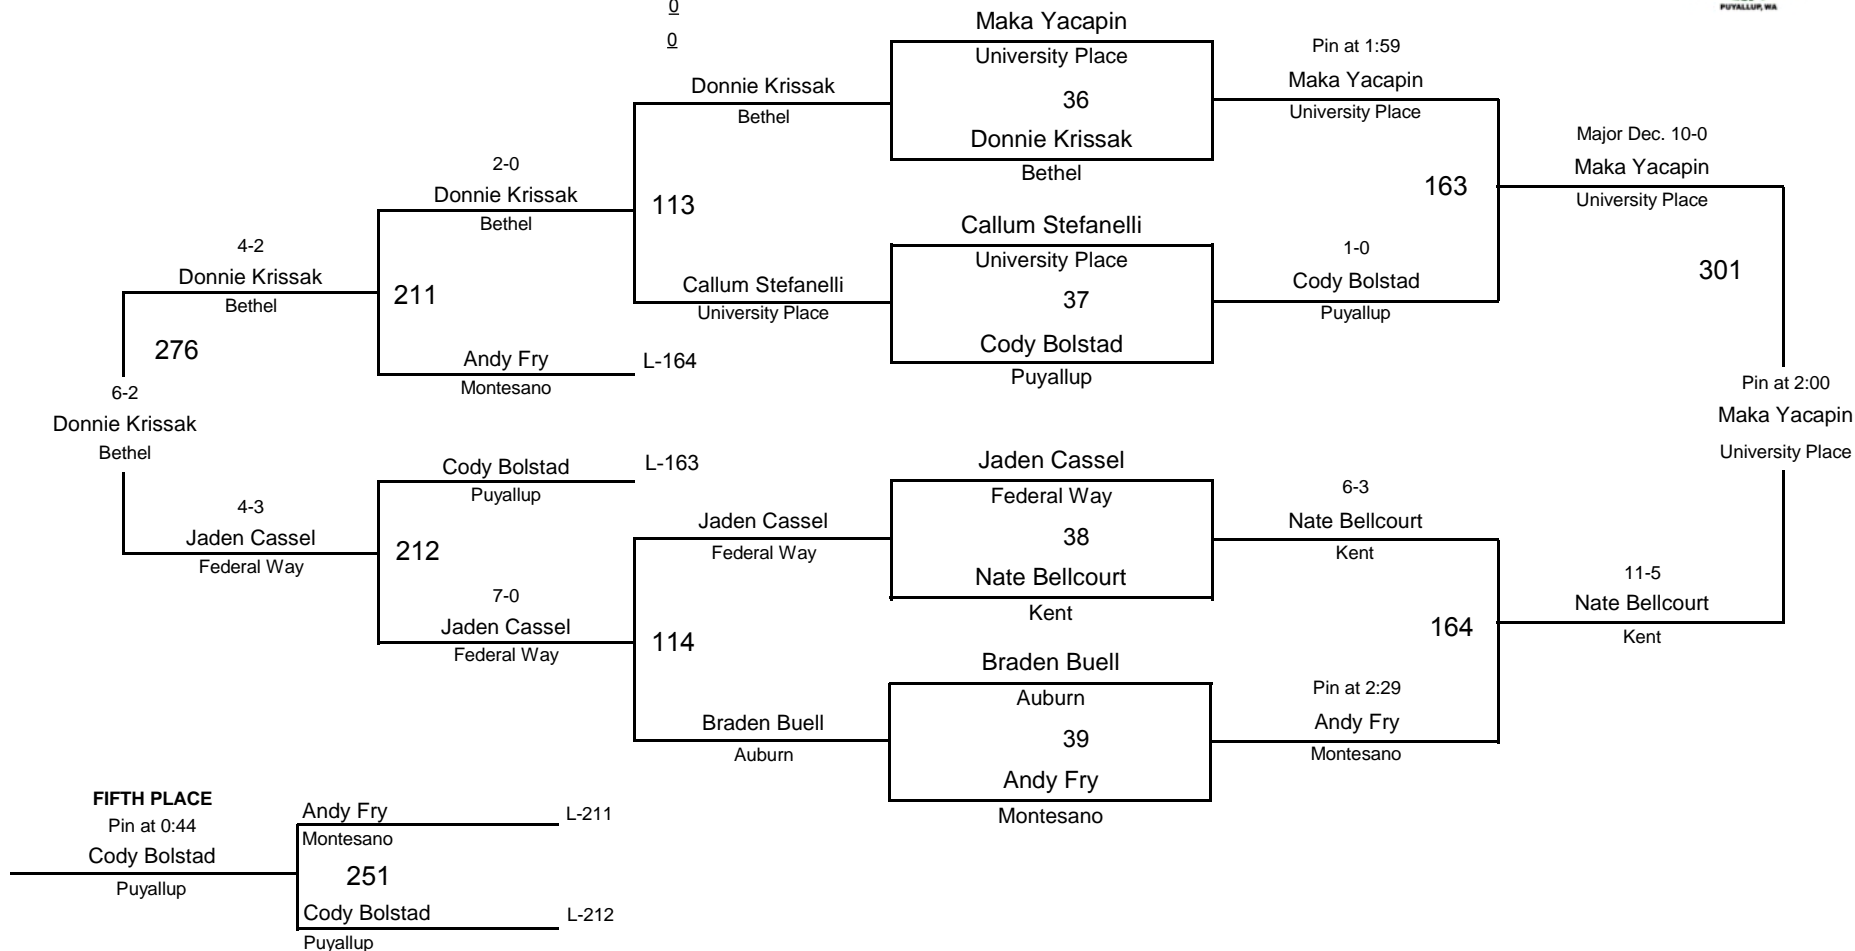 0
0
PUYALLUP, WA
Maka Yacapin
University Place
36
Donnie Krissak
Bethel
Pin at 1:59
Maka Yacapin
University Place
Donnie Krissak
Bethel
2-0
Donnie Krissak
Bethel
113
163
Major Dec. 10-0
Maka Yacapin
University Place
Callum Stefanelli
University Place
37
Cody Bolstad
Puyallup
1-0
Cody Bolstad
Puyallup
301
4-2
Donnie Krissak
Bethel
211
Callum Stefanelli
University Place
276
Andy Fry
Montesano
L-164
6-2
Donnie Krissak
Bethel
Pin at 2:00
Maka Yacapin
University Place
Cody Bolstad
Puyallup
L-163
Jaden Cassel
Federal Way
38
Nate Bellcourt
Kent
6-3
Nate Bellcourt
Kent
4-3
Jaden Cassel
Federal Way
212
Jaden Cassel
Federal Way
7-0
Jaden Cassel
Federal Way
114
164
11-5
Nate Bellcourt
Kent
Braden Buell
Auburn
39
Andy Fry
Montesano
Pin at 2:29
Andy Fry
Montesano
Braden Buell
Auburn
FIFTH PLACE
Pin at 0:44
Cody Bolstad
Puyallup
Andy Fry
Montesano
L-211
251
Cody Bolstad
Puyallup
L-212